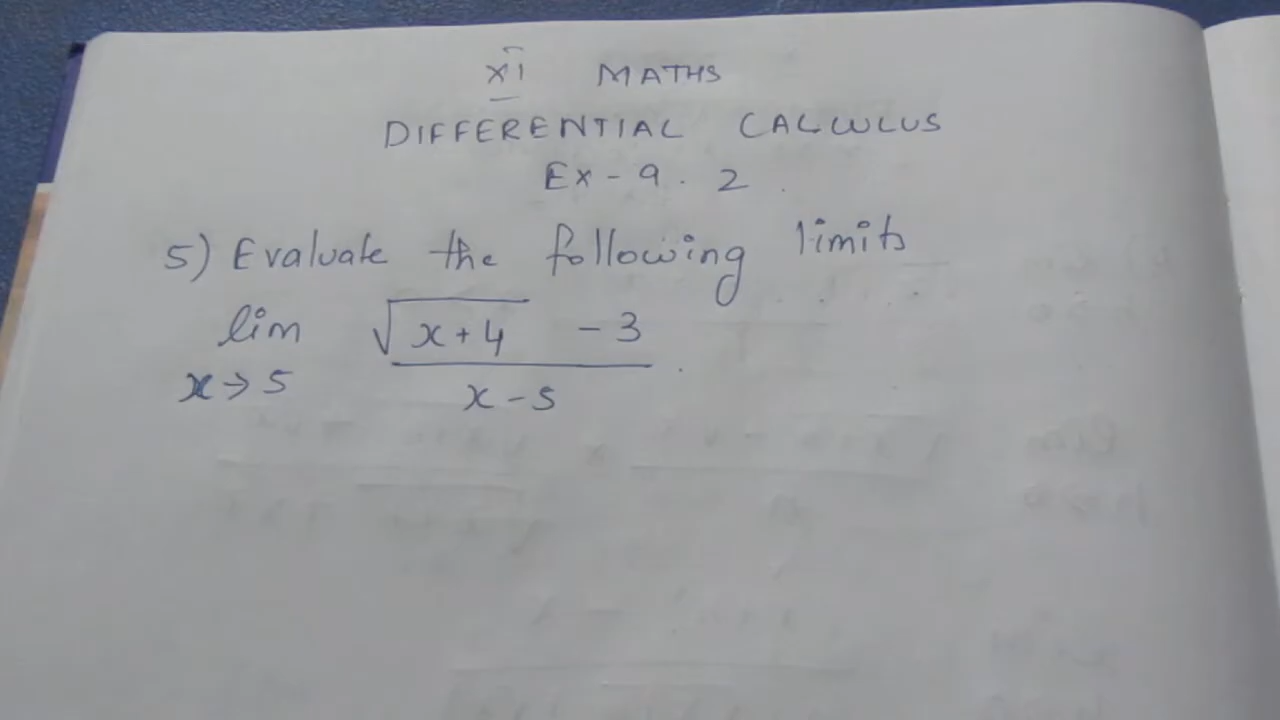 XI MATHS
DIFFERENTIAL CALCULUS
Ex - 9.2.
5) Evaluate the following limits
lim √x+4 - 3
x→5 x-5